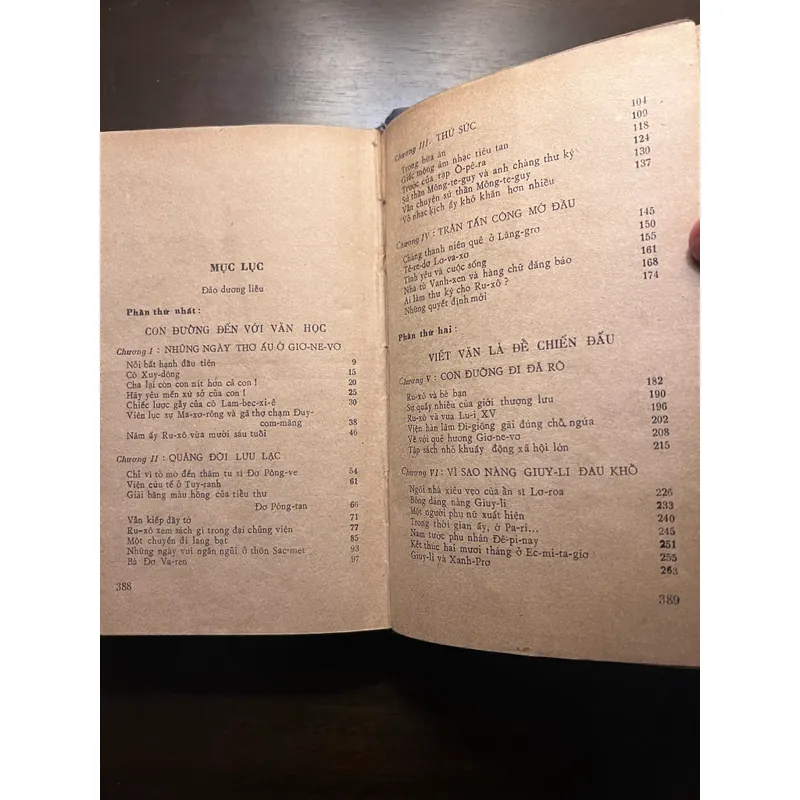 MỤC LỤC
Đảo dương liễu
Phần thứ nhất :
CON ĐƯỜNG ĐẾN VỚI VĂN HỌC
Chương I : NHỮNG NGÀY THƠ ẤU Ở GIƠ-NE-VƠ
Nỗi bất hạnh đầu tiên 9
Cô Xuy-dông 15
Cha lại còn con nít hơn cả con ! 20
Hãy yêu mến xứ sở của con ! 25
Chiếc lược gẫy của cô Lam-bec-xi-ê 30
Viên lục sự Ma-xơ-rông và gã thợ chạm Đuy-
com-măng 38
Năm ấy Ru-xô vừa mười sáu tuổi 46
Chương II : QUÃNG ĐỜI LƯU LẠC
Chỉ vì tò mò đến thăm tu sĩ Đơ Pông-ve 54
Viện cứu tế ở Tuy-ranh 61
Giải băng màu hồng của tiểu thư
Đơ Pông-tan 66
Vẫn kiếp đầy tớ 71
Ru-xô xem sách gì trong đại chủng viện 77
Một chuyến đi lang bạt 85
Những ngày vui ngắn ngủi ở thôn Sac-met 93
Bà Đơ Va-ren 97
388
Chương III : THỬ SỨC
Trong hứa án 104
Giấc mộng âm nhạc tiêu tan 109
Trước cửa rạp Ô-pê-ra 118
Sứ thần Mông-te-guy và anh chàng thư ký 124
Vẫn chuyện sứ thần Mông-te-guy 130
Vở nhạc kịch ấy khó khăn hơn nhiều 137
Chương IV : TRẬN TẤN CÔNG MỞ ĐẦU
Chàng thanh niên quê ở Lăng-grơ 145
Tê-re-dơ Lơ-va-xơ 150
Tình yêu và cuộc sống 155
Nhà tù Vanh-xen và hàng chữ đăng báo 161
Ai làm thư ký cho Ru-xô ? 168
Những quyết định mới 174
Phần thứ hai :
VIẾT VĂN LÀ ĐỂ CHIẾN ĐẤU
Chương V : CON ĐƯỜNG ĐI ĐÃ RÕ
Ru-xô và bè bạn 182
Sự quấy nhiễu của giới thượng lưu 190
Ru-xô và vua Lu-i XV 196
Viện hàn lâm Đi-giông gãi đúng chỗ ngứa 202
Về với quê hương Giơ-ne-vơ 208
Tập sách nhỏ khuấy động xã hội lớn 215
Chương VI : VÌ SAO NÀNG GIUY-LI ĐAU KHỔ
Ngôi nhà xiêu vẹo của ẩn sĩ Lơ-roa 226
Bóng dáng nàng Giuy-li 233
Một người phụ nữ xuất hiện 240
Trong thời gian ấy, ở Pa-ri... 245
Nam tước phu nhân Đê-pi-nay 251
Kết thúc hai mươi tháng ở Ec-mi-ta-giơ 255
Giuy-li và Xanh-Prơ 263
389